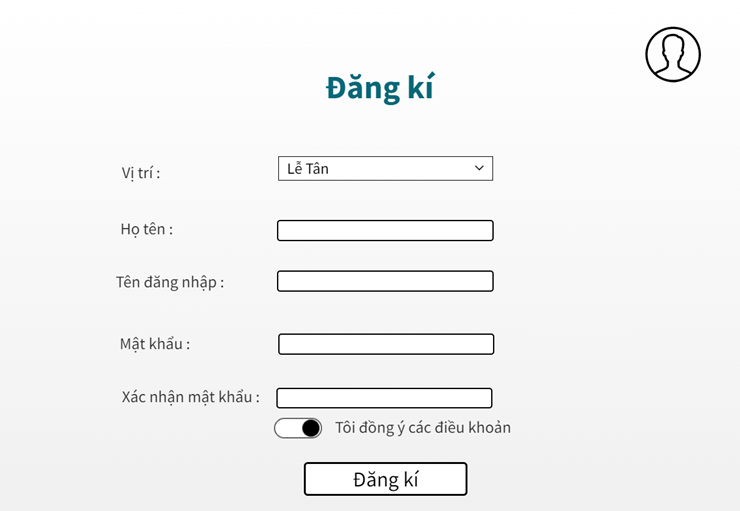 Đăng kí
Vị trí :
Lễ Tân
Họ tên :
Tên đăng nhập :
Mật khẩu :
Xác nhận mật khẩu :
Tôi đồng ý các điều khoản
Đăng kí